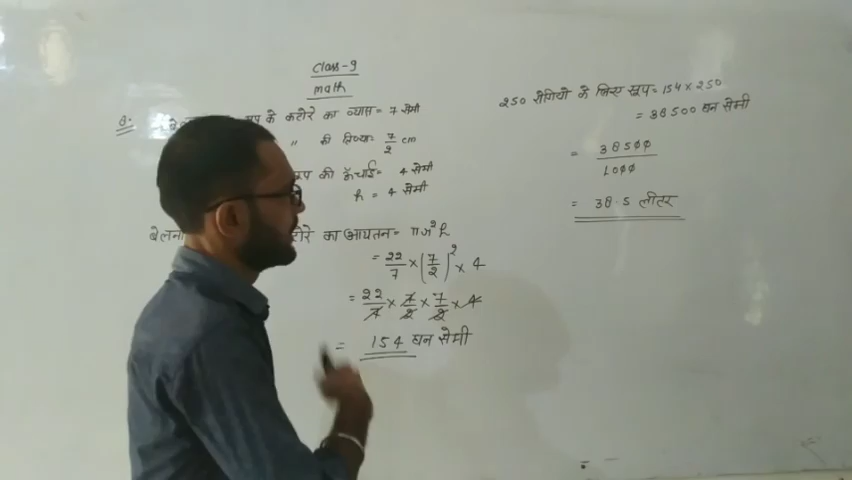 class-9
math
8. के कटोरे का व्यास = 7 सेमी
" की त्रिज्या = 7/2 cm
सूप की ऊँचाई = 4 सेमी
h = 4 सेमी
का आयतन = πr²h
= 22/7 × (7/2)² × 4
= 22/7 × 7/2 × 7/2 × 4
= 154 घन सेमी
250 रोगियों के लिए सूप = 154 × 250
= 38500 घन सेमी
= 38500/1000
= 38.5 लीटर